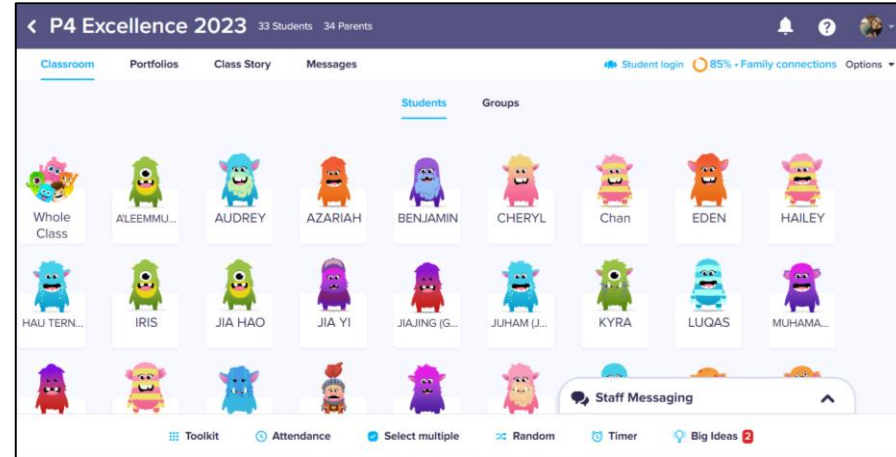 P4 Excellence 2023 33 Students 34 Parents
Classroom Portfolios Class Story Messages Student login 85% • Family connections Options
Students Groups
Whole Class A'LEEMMU... AUDREY AZARIAH BENJAMIN CHERYL Chan EDEN HAILEY
HAU TERN... IRIS JIA HAO JIA YI JIAJING (G... JUHAM (J... KYRA LUQAS MUHAMA...
Staff Messaging
Toolkit Attendance Select multiple Random Timer Big Ideas 2